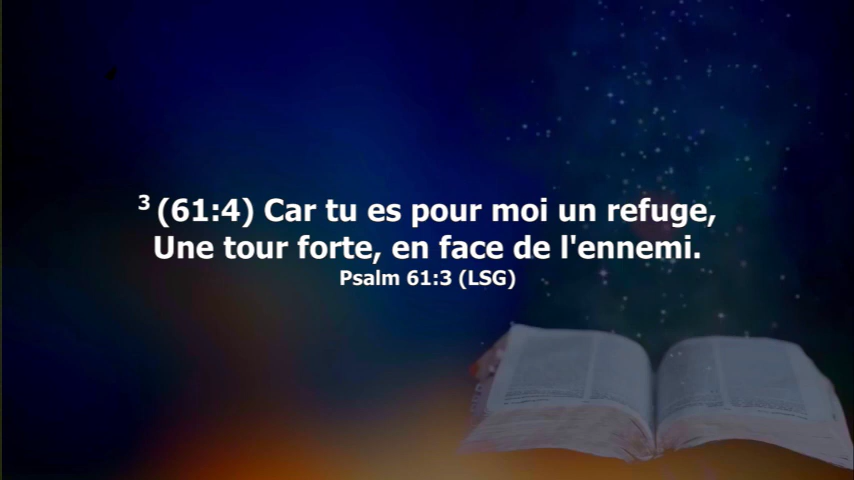 ³ (61:4) Car tu es pour moi un refuge,
Une tour forte, en face de l'ennemi.
Psalm 61:3 (LSG)